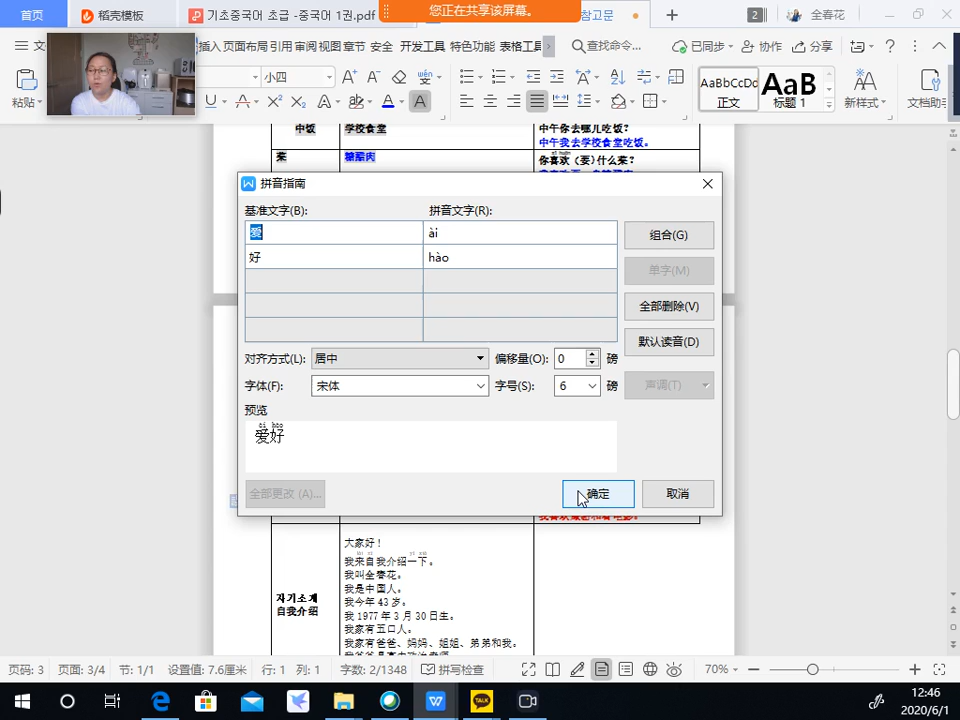 首页
稻壳模板
기초중국어 초급 -중국어 1권.pdf
您正在共享该屏幕。
참고문
2
全春花
文
插入 页面布局 引用 审阅 视图 章节 安全 开发工具 特色功能 表格工具
查找命令...
已同步
协作
分享
粘贴
小四
AaBbCcDd
正文
AaB
标题 1
新样式
文档助
中饭
学校食堂
中午你去哪儿吃饭？
中午我去学校食堂吃饭。
菜
糖醋肉
你喜欢（要）什么菜？
拼音指南
基准文字(B):
拼音文字(R):
爱
ài
好
hào
组合(G)
单字(M)
全部删除(V)
默认读音(D)
对齐方式(L):
居中
偏移量(O):
0
磅
字体(F):
宋体
字号(S):
6
磅
声调(T)
预览
ài hào
爱好
全部更改 (A)...
确定
取消
自기소개
自我介绍
大家好！
我来自我介绍一下。
我叫全春花。
我是中国人。
我今年 43 岁。
我 1977 年 3 月 30 日生。
我家有五口人。
我家有爸爸、妈妈、姐姐、弟弟和我。
页码: 3
页面: 3/4
节: 1/1
设置值: 7.6厘米
行: 1
列: 1
字数: 2/1348
拼写检查
70%
12:46
2020/6/1